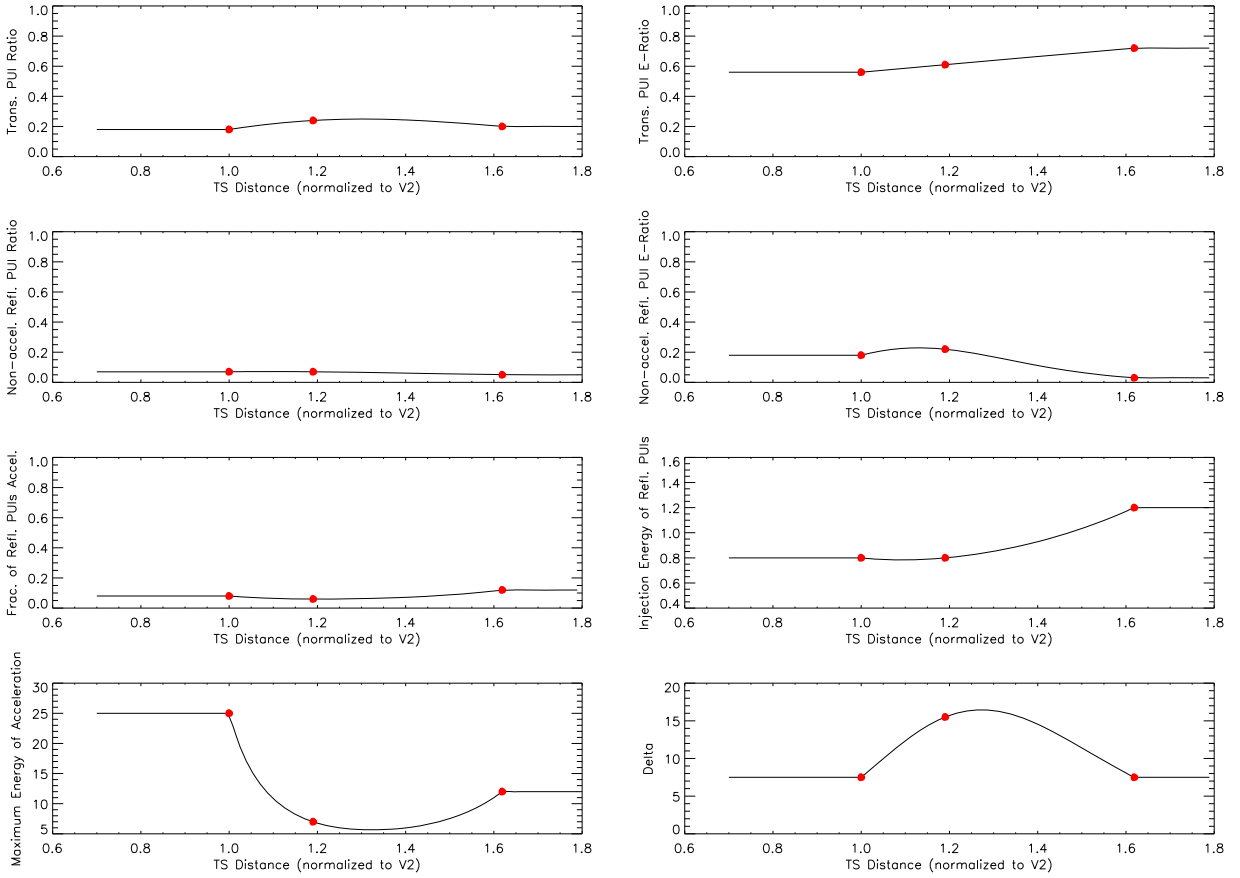 Trans. PUI Ratio
1.0
0.8
0.6
0.4
0.2
0.0
0.6 0.8 1.0 1.2 1.4 1.6 1.8
TS Distance (normalized to V2)
Trans. PUI E-Ratio
1.0
0.8
0.6
0.4
0.2
0.0
0.6 0.8 1.0 1.2 1.4 1.6 1.8
TS Distance (normalized to V2)
Non-accel. Refl. PUI Ratio
1.0
0.8
0.6
0.4
0.2
0.0
0.6 0.8 1.0 1.2 1.4 1.6 1.8
TS Distance (normalized to V2)
Non-accel. Refl. PUI E-Ratio
1.0
0.8
0.6
0.4
0.2
0.0
0.6 0.8 1.0 1.2 1.4 1.6 1.8
TS Distance (normalized to V2)
Frac. of Refl. PUIs Accel.
1.0
0.8
0.6
0.4
0.2
0.0
0.6 0.8 1.0 1.2 1.4 1.6 1.8
TS Distance (normalized to V2)
Injection Energy of Refl. PUIs
1.6
1.4
1.2
1.0
0.8
0.6
0.4
0.6 0.8 1.0 1.2 1.4 1.6 1.8
TS Distance (normalized to V2)
Maximum Energy of Acceleration
30
25
20
15
10
5
0.6 0.8 1.0 1.2 1.4 1.6 1.8
TS Distance (normalized to V2)
Delta
20
15
10
5
0
0.6 0.8 1.0 1.2 1.4 1.6 1.8
TS Distance (normalized to V2)